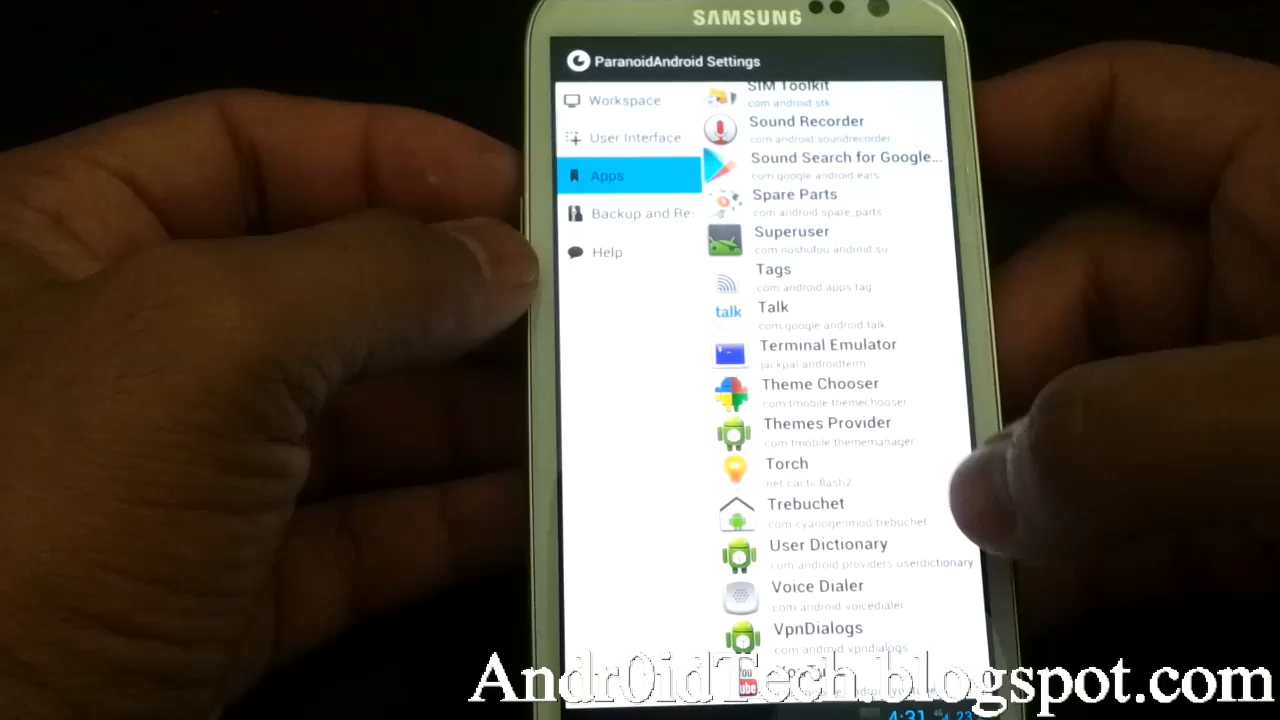 SAMSUNG
ParanoidAndroid Settings
Workspace
User Interface
Apps
Backup and Re
Help
SIM Toolkit
com android stk
Sound Recorder
com android soundrecorder
Sound Search for Google...
com google android ears
Spare Parts
com android spare_parts
Superuser
com noshufou android su
Tags
com android apps tag
Talk
talk
com google android talk
Terminal Emulator
jackpal androidterm
Theme Chooser
com tmobile themechooser
Themes Provider
com tmobile thememanager
Torch
net cactii flash2
Trebuchet
com cyanogenmod trebuchet
User Dictionary
com android providers userdictionary
Voice Dialer
com android voicedialer
VpnDialogs
com android vpndialogs
You
Tube
Andr0idTech.blogspot.com
4:31